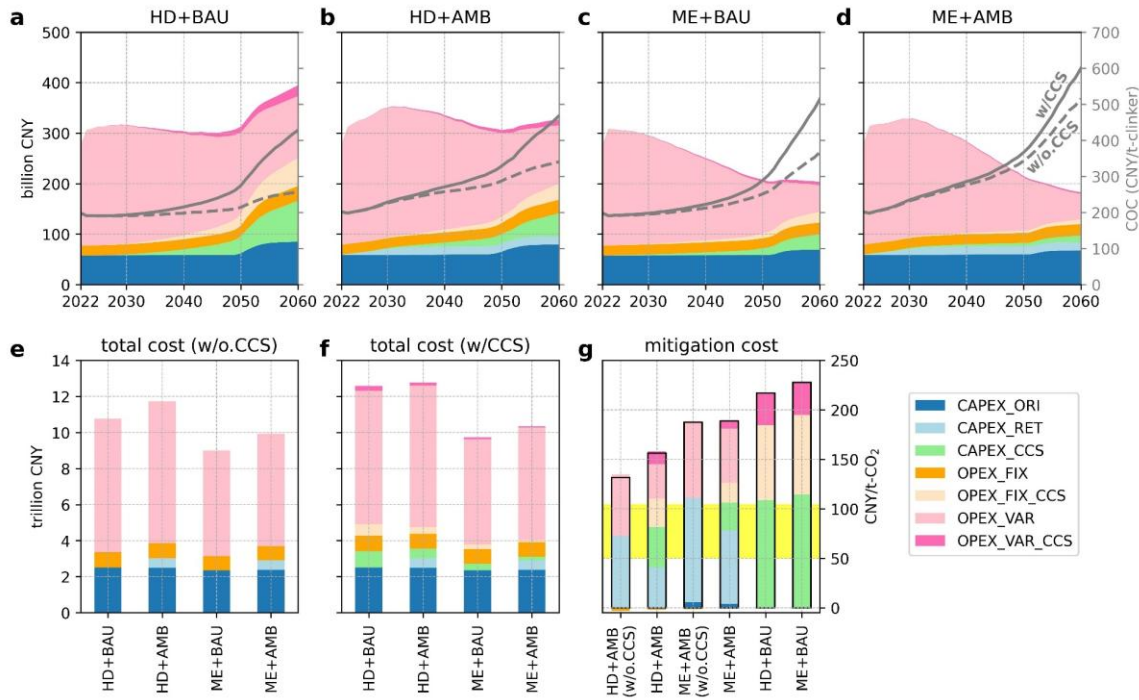 a HD+BAU b HD+AMB c ME+BAU d ME+AMB
500 700
400 600
300 500
200 400
100 300
0 200
100
0
billion CNY
COC (CNY/t-clinker)
w/CCS
w/o.CCS
2022 2030 2040 2050 2060 2022 2030 2040 2050 2060 2022 2030 2040 2050 2060 2022 2030 2040 2050 2060
e total cost (w/o.CCS) f total cost (w/CCS) g mitigation cost
14 250
12 200
10 150
8 100
6 50
4 0
2
0
trillion CNY
CNY/t-CO₂
HD+BAU
HD+AMB
ME+BAU
ME+AMB
HD+BAU
HD+AMB
ME+BAU
ME+AMB
HD+AMB
(w/o.CCS)
HD+AMB
ME+AMB
(w/o.CCS)
ME+AMB
HD+BAU
ME+BAU
CAPEX_ORI
CAPEX_RET
CAPEX_CCS
OPEX_FIX
OPEX_FIX_CCS
OPEX_VAR
OPEX_VAR_CCS